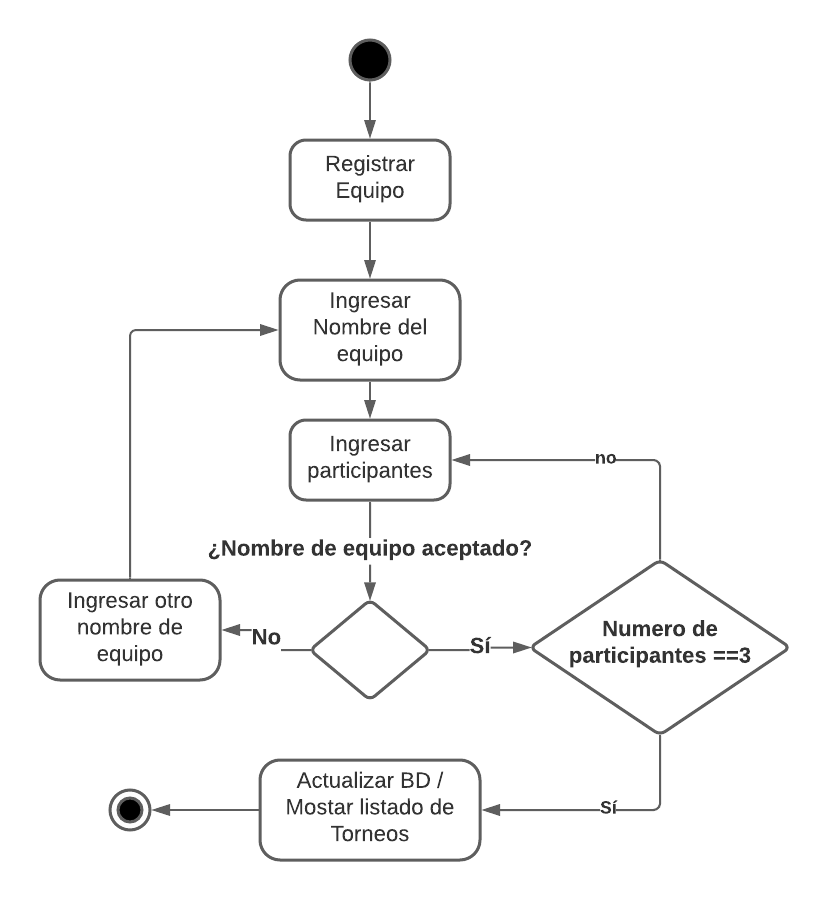 Registrar
Equipo
Ingresar
Nombre del
equipo
Ingresar
participantes
no
¿Nombre de equipo aceptado?
Ingresar otro
nombre de
equipo
No
Sí
Numero de
participantes ==3
Actualizar BD /
Mostar listado de
Torneos
Sí